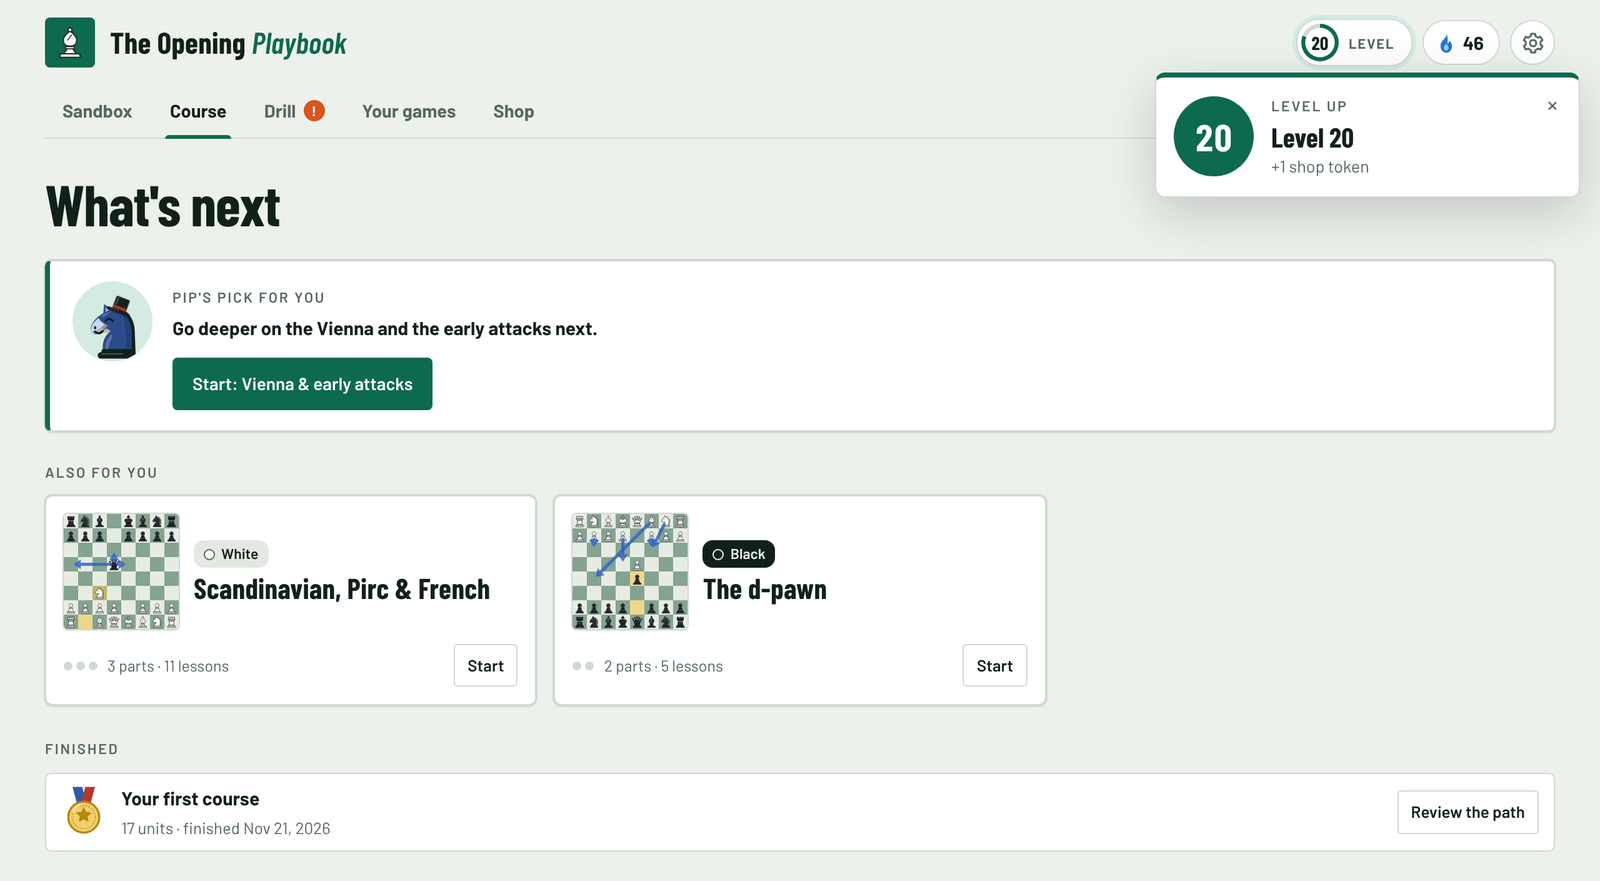 The Opening Playbook
20 LEVEL
46
Sandbox
Course
Drill !
Your games
Shop
20
LEVEL UP
×
Level 20
+1 shop token
What's next
PIP'S PICK FOR YOU
Go deeper on the Vienna and the early attacks next.
Start: Vienna & early attacks
ALSO FOR YOU
White
Scandinavian, Pirc & French
3 parts · 11 lessons
Start
Black
The d-pawn
2 parts · 5 lessons
Start
FINISHED
Your first course
17 units · finished Nov 21, 2026
Review the path